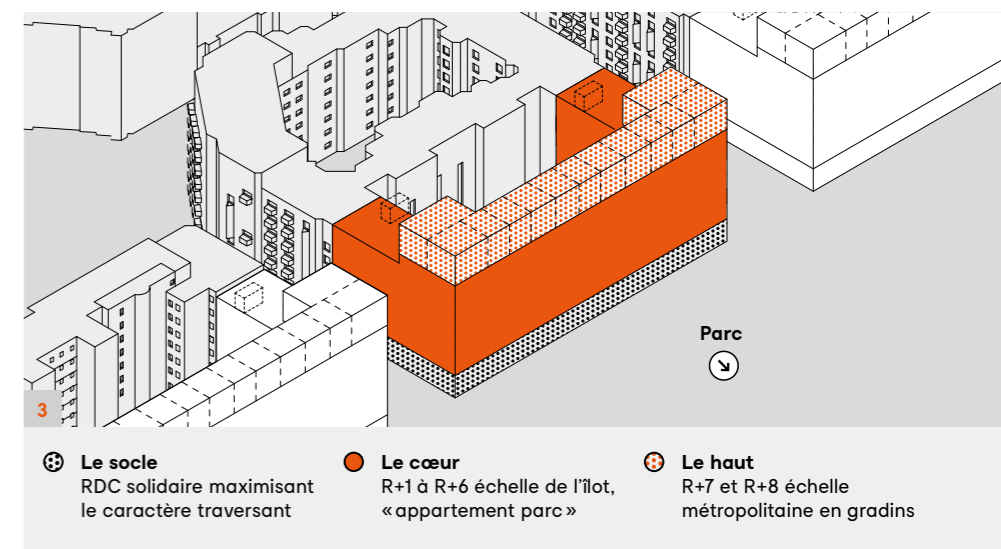 Parc
3
Le socle
RDC solidaire maximisant
le caractère traversant
Le cœur
R+1 à R+6 échelle de l’îlot,
«appartement parc»
Le haut
R+7 et R+8 échelle
métropolitaine en gradins